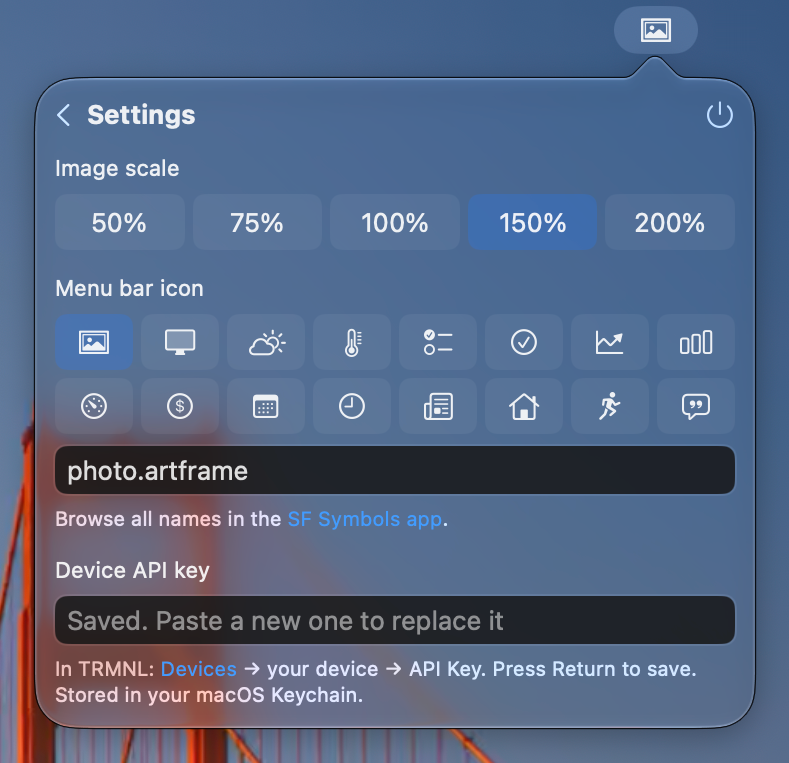 Settings
Image scale
50% 75% 100% 150% 200%
Menu bar icon
photo.artframe
Browse all names in the SF Symbols app.
Device API key
Saved. Paste a new one to replace it
In TRMNL: Devices → your device → API Key. Press Return to save.
Stored in your macOS Keychain.